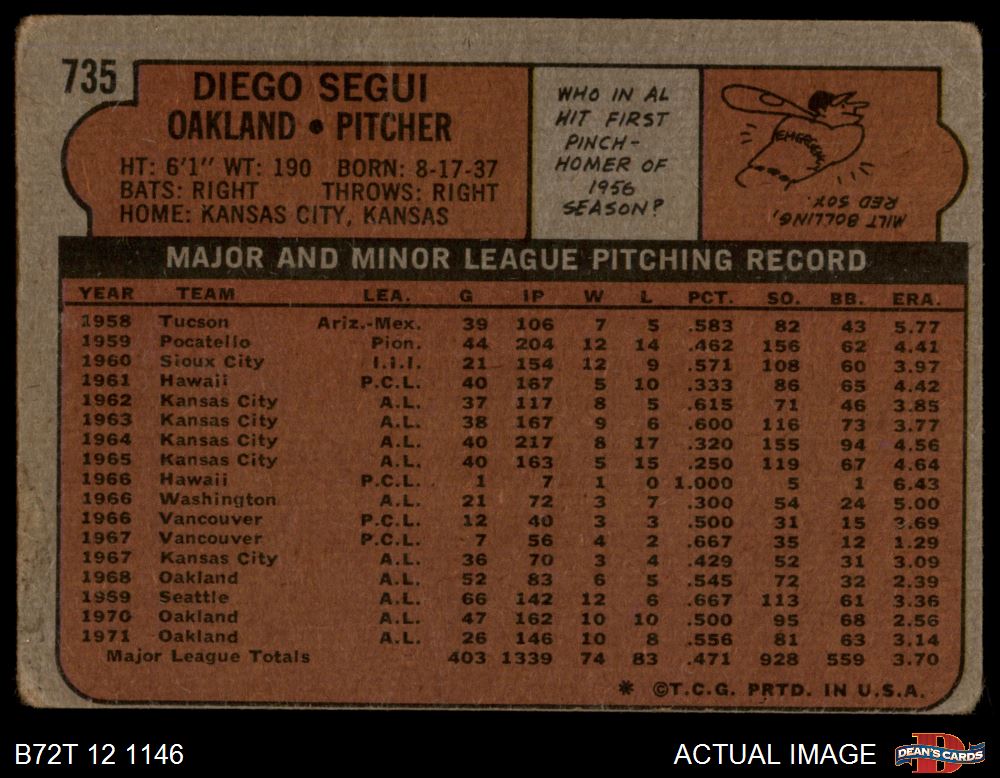 735
DIEGO SEGUI
OAKLAND • PITCHER
HT: 6'1" WT: 190 BORN: 8-17-37
BATS: RIGHT THROWS: RIGHT
HOME: KANSAS CITY, KANSAS
WHO IN AL
HIT FIRST
PINCH-
HOMER OF
1956
SEASON?
EMERGENCY
MILT BOLLING,
RED SOX.
MAJOR AND MINOR LEAGUE PITCHING RECORD
YEAR TEAM LEA. G IP W L PCT. SO. BB. ERA.
1958 Tucson Ariz.-Mex. 39 106 7 5 .583 82 43 5.77
1959 Pocatello Pion. 44 204 12 14 .462 156 62 4.41
1960 Sioux City I.I.I. 21 154 12 9 .571 108 60 3.97
1961 Hawaii P.C.L. 40 167 5 10 .333 86 65 4.42
1962 Kansas City A.L. 37 117 8 5 .615 71 46 3.85
1963 Kansas City A.L. 38 167 9 6 .600 116 73 3.77
1964 Kansas City A.L. 40 217 8 17 .320 155 94 4.56
1965 Kansas City A.L. 40 163 5 15 .250 119 67 4.64
1966 Hawaii P.C.L. 1 7 1 0 1.000 5 1 6.43
1966 Washington A.L. 21 72 3 7 .300 54 24 5.00
1966 Vancouver P.C.L. 12 40 3 3 .500 31 15 3.69
1967 Vancouver P.C.L. 7 56 4 2 .667 35 12 1.29
1967 Kansas City A.L. 36 70 3 4 .429 52 31 3.09
1968 Oakland A.L. 52 83 6 5 .545 72 32 2.39
1959 Seattle A.L. 66 142 12 6 .667 113 61 3.36
1970 Oakland A.L. 47 162 10 10 .500 95 68 2.56
1971 Oakland A.L. 26 146 10 8 .556 81 63 3.14
Major League Totals 403 1339 74 83 .471 928 559 3.70
* ©T.C.G. PRTD. IN U.S.A.
B72T 12 1146
ACTUAL IMAGE
D
DEAN'S CARDS